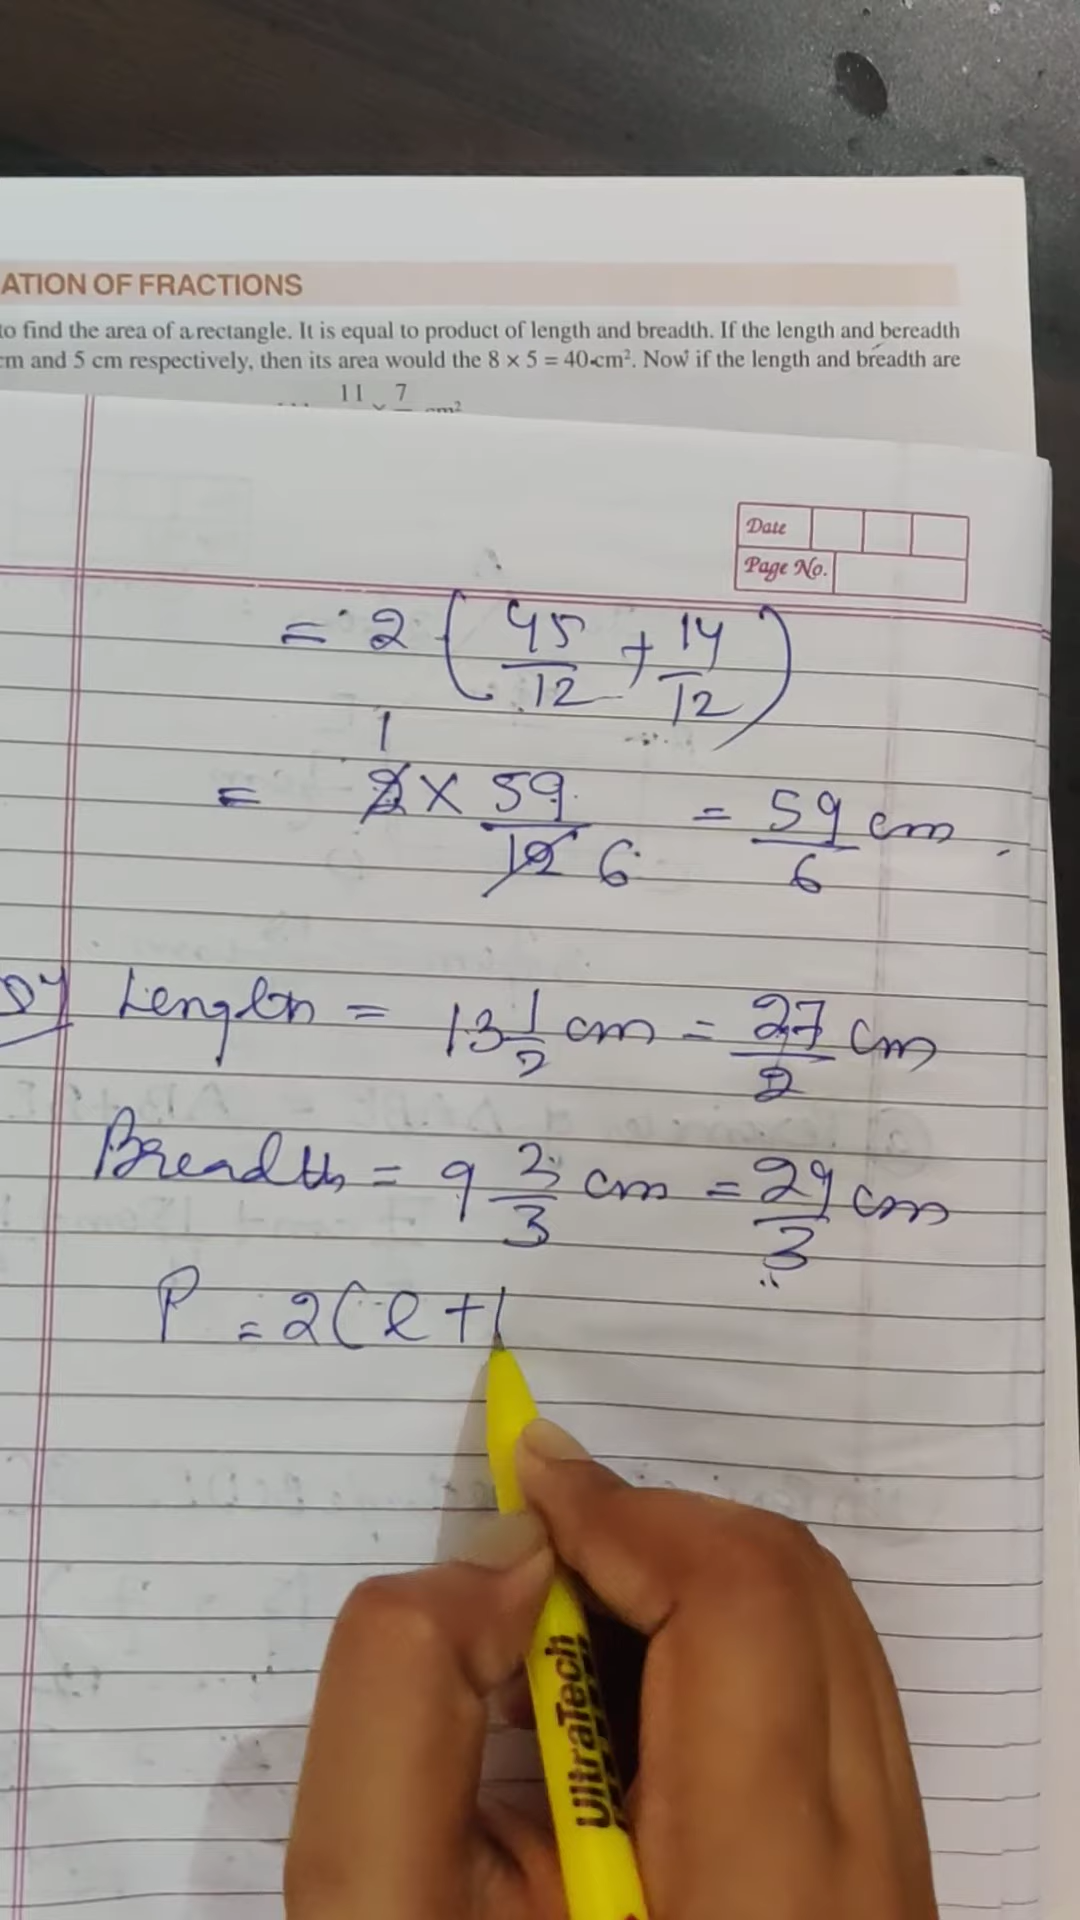 ATION OF FRACTIONS
to find the area of a rectangle. It is equal to product of length and breadth. If the length and bereadth
cm and 5 cm respectively, then its area would the 8 × 5 = 40 cm². Now if the length and breadth are
11 × 7 cm²
Date
Page No.
= 2 ( 45/12 + 14/12 )
1
= 2 × 59/12 6 = 59/6 cm
Length = 13 1/2 cm = 27/2 cm
Breadth = 9 2/3 cm = 29/3 cm
P = 2( l + l
UltraTech